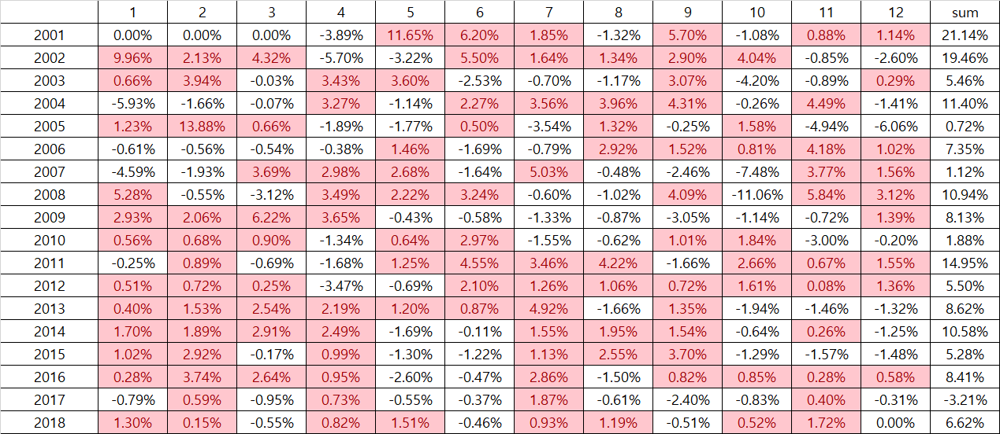 1 2 3 4 5 6 7 8 9 10 11 12 sum
2001 0.00% 0.00% 0.00% -3.89% 11.65% 6.20% 1.85% -1.32% 5.70% -1.08% 0.88% 1.14% 21.14%
2002 9.96% 2.13% 4.32% -5.70% -3.22% 5.50% 1.64% 1.34% 2.90% 4.04% -0.85% -2.60% 19.46%
2003 0.66% 3.94% -0.03% 3.43% 3.60% -2.53% -0.70% -1.17% 3.07% -4.20% -0.89% 0.29% 5.46%
2004 -5.93% -1.66% -0.07% 3.27% -1.14% 2.27% 3.56% 3.96% 4.31% -0.26% 4.49% -1.41% 11.40%
2005 1.23% 13.88% 0.66% -1.89% -1.77% 0.50% -3.54% 1.32% -0.25% 1.58% -4.94% -6.06% 0.72%
2006 -0.61% -0.56% -0.54% -0.38% 1.46% -1.69% -0.79% 2.92% 1.52% 0.81% 4.18% 1.02% 7.35%
2007 -4.59% -1.93% 3.69% 2.98% 2.68% -1.64% 5.03% -0.48% -2.46% -7.48% 3.77% 1.56% 1.12%
2008 5.28% -0.55% -3.12% 3.49% 2.22% 3.24% -0.60% -1.02% 4.09% -11.06% 5.84% 3.12% 10.94%
2009 2.93% 2.06% 6.22% 3.65% -0.43% -0.58% -1.33% -0.87% -3.05% -1.14% -0.72% 1.39% 8.13%
2010 0.56% 0.68% 0.90% -1.34% 0.64% 2.97% -1.55% -0.62% 1.01% 1.84% -3.00% -0.20% 1.88%
2011 -0.25% 0.89% -0.69% -1.68% 1.25% 4.55% 3.46% 4.22% -1.66% 2.66% 0.67% 1.55% 14.95%
2012 0.51% 0.72% 0.25% -3.47% -0.69% 2.10% 1.26% 1.06% 0.72% 1.61% 0.08% 1.36% 5.50%
2013 0.40% 1.53% 2.54% 2.19% 1.20% 0.87% 4.92% -1.66% 1.35% -1.94% -1.46% -1.32% 8.62%
2014 1.70% 1.89% 2.91% 2.49% -1.69% -0.11% 1.55% 1.95% 1.54% -0.64% 0.26% -1.25% 10.58%
2015 1.02% 2.92% -0.17% 0.99% -1.30% -1.22% 1.13% 2.55% 3.70% -1.29% -1.57% -1.48% 5.28%
2016 0.28% 3.74% 2.64% 0.95% -2.60% -0.47% 2.86% -1.50% 0.82% 0.85% 0.28% 0.58% 8.41%
2017 -0.79% 0.59% -0.95% 0.73% -0.55% -0.37% 1.87% -0.61% -2.40% -0.83% 0.40% -0.31% -3.21%
2018 1.30% 0.15% -0.55% 0.82% 1.51% -0.46% 0.93% 1.19% -0.51% 0.52% 1.72% 0.00% 6.62%